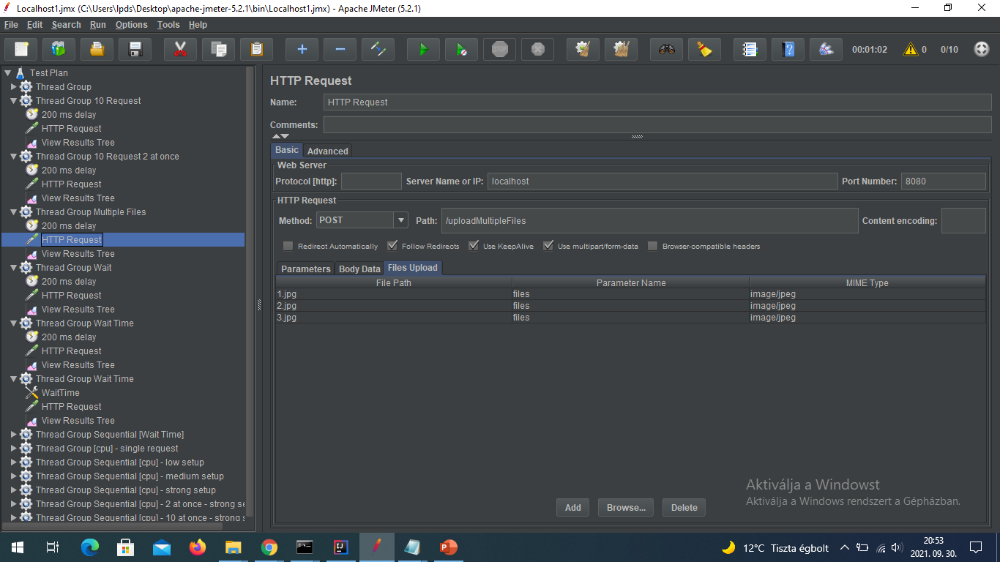 Localhost1.jmx (C:\Users\lpds\Desktop\apache-jmeter-5.2.1\bin\Localhost1.jmx) - Apache JMeter (5.2.1)
File Edit Search Run Options Tools Help
STOP 00:01:02 0 0/10
Test Plan
Thread Group
Thread Group 10 Request
200 ms delay
HTTP Request
View Results Tree
Thread Group 10 Request 2 at once
200 ms delay
HTTP Request
View Results Tree
Thread Group Multiple Files
200 ms delay
HTTP Request
View Results Tree
Thread Group Wait
200 ms delay
HTTP Request
View Results Tree
Thread Group Wait Time
200 ms delay
HTTP Request
View Results Tree
Thread Group Wait Time
WaitTime
HTTP Request
View Results Tree
Thread Group Sequential [Wait Time]
Thread Group [cpu] - single request
Thread Group Sequential [cpu] - low setup
Thread Group Sequential [cpu] - medium setup
Thread Group Sequential [cpu] - strong setup
Thread Group Sequential [cpu] - 2 at once - strong se
Thread Group Sequential [cpu] - 10 at once - strong s
HTTP Request
Name: HTTP Request
Comments:
Basic Advanced
Web Server
Protocol [http]: Server Name or IP: localhost Port Number: 8080
HTTP Request
Method: POST Path: /uploadMultipleFiles Content encoding:
Redirect Automatically Follow Redirects Use KeepAlive Use multipart/form-data Browser-compatible headers
Parameters Body Data Files Upload
File Path Parameter Name MIME Type
1.jpg files image/jpeg
2.jpg files image/jpeg
3.jpg files image/jpeg
Add Browse... Delete
Aktiválja a Windowst
Aktiválja a Windows rendszert a Gépházban.
12°C Tiszta égbolt
20:53
2021. 09. 30.